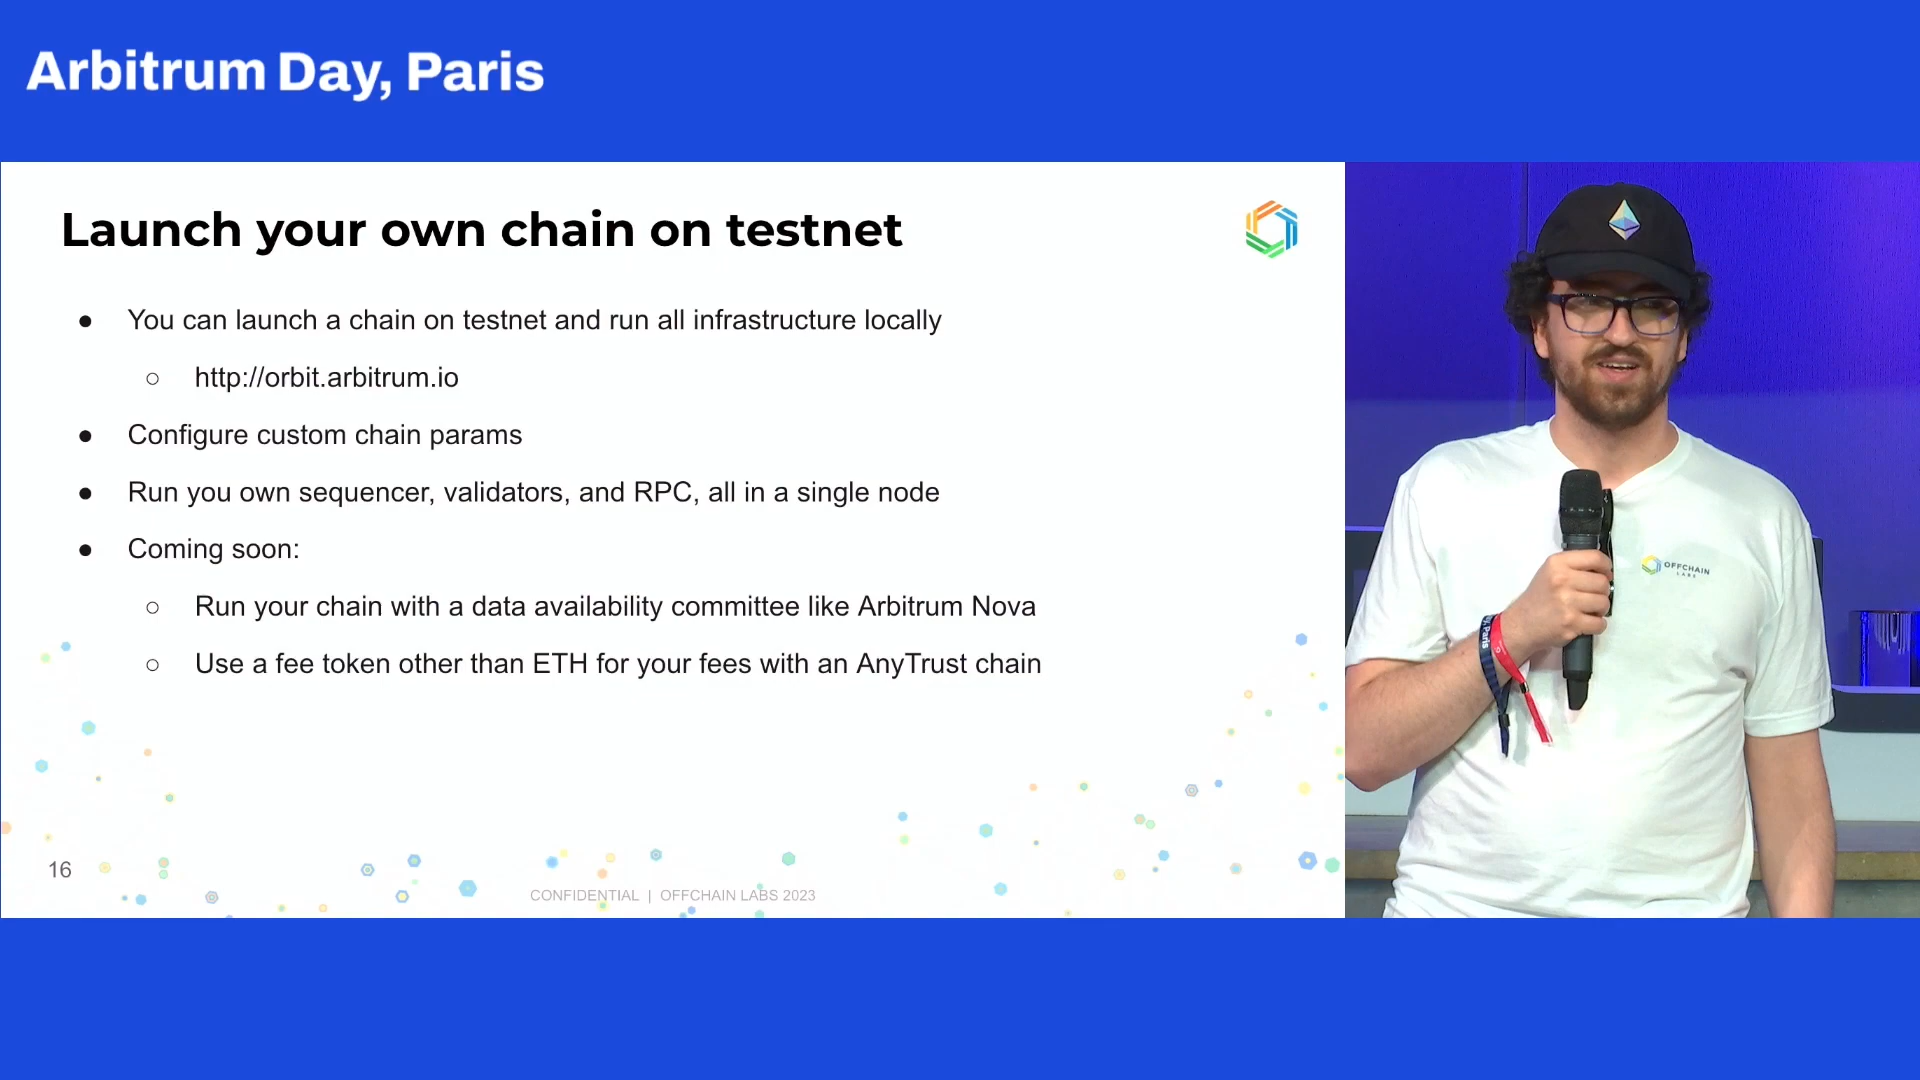 Arbitrum Day, Paris
Launch your own chain on testnet
● You can launch a chain on testnet and run all infrastructure locally
○ http://orbit.arbitrum.io
● Configure custom chain params
● Run you own sequencer, validators, and RPC, all in a single node
● Coming soon:
○ Run your chain with a data availability committee like Arbitrum Nova
○ Use a fee token other than ETH for your fees with an AnyTrust chain
16
CONFIDENTIAL | OFFCHAIN LABS 2023
OFFCHAIN
LABS
Paris